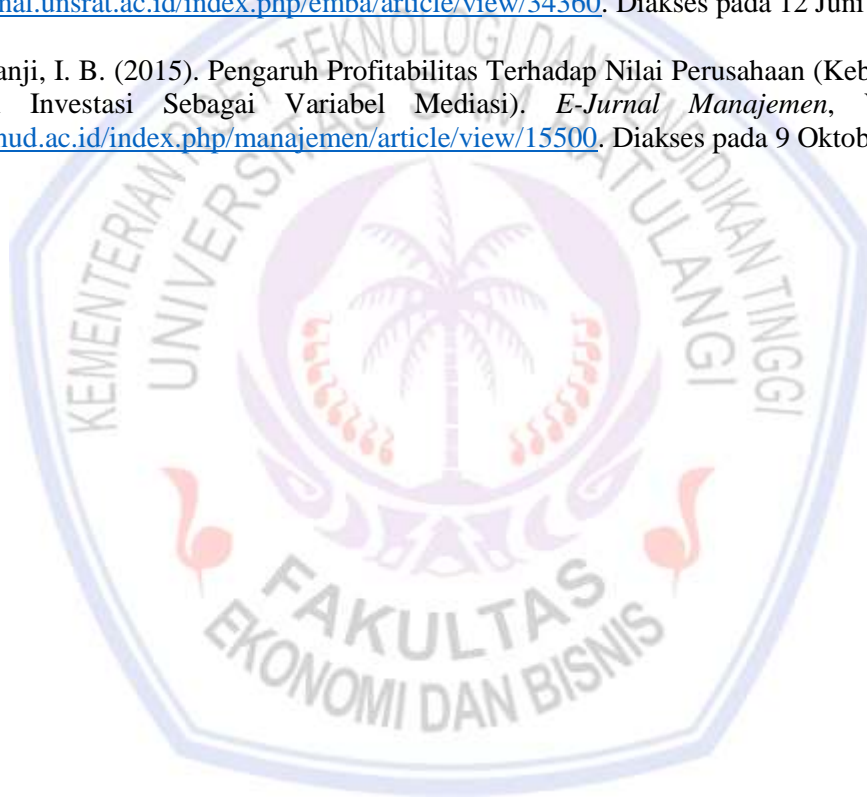 nal.unsrat.ac.id/index.php/emba/article/view/34360. Diakses pada 12 Juni
anji, I. B. (2015). Pengaruh Profitabilitas Terhadap Nilai Perusahaan (Keb
Investasi Sebagai Variabel Mediasi). E-Jurnal Manajemen,
nud.ac.id/index.php/manajemen/article/view/15500. Diakses pada 9 Oktob
KEMENTERIAN RISET TEKNOLOGI DAN PENDIDIKAN TINGGI
UNIVERSITAS SAM RATULANGI
FAKULTAS
EKONOMI DAN BISNIS